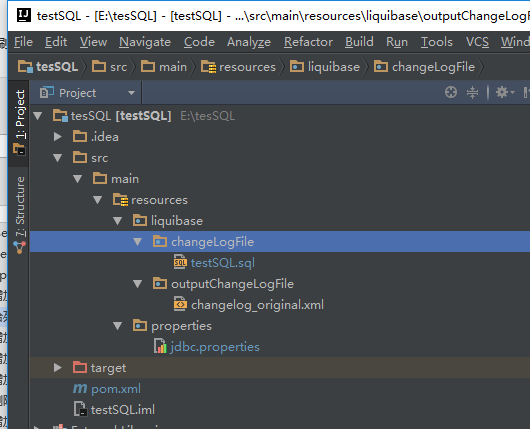 testSQL - [E:\tesSQL] - [testSQL] - ...\src\main\resources\liquibase\outputChangeLogF
File Edit View Navigate Code Analyze Refactor Build Run Tools VCS Wind
tesSQL src main resources liquibase changeLogFile
1: Project
7: Structure
Project
tesSQL [testSQL] E:\tesSQL
.idea
src
main
resources
liquibase
changeLogFile
testSQL.sql
outputChangeLogFile
changelog_original.xml
properties
jdbc.properties
target
pom.xml
testSQL.iml